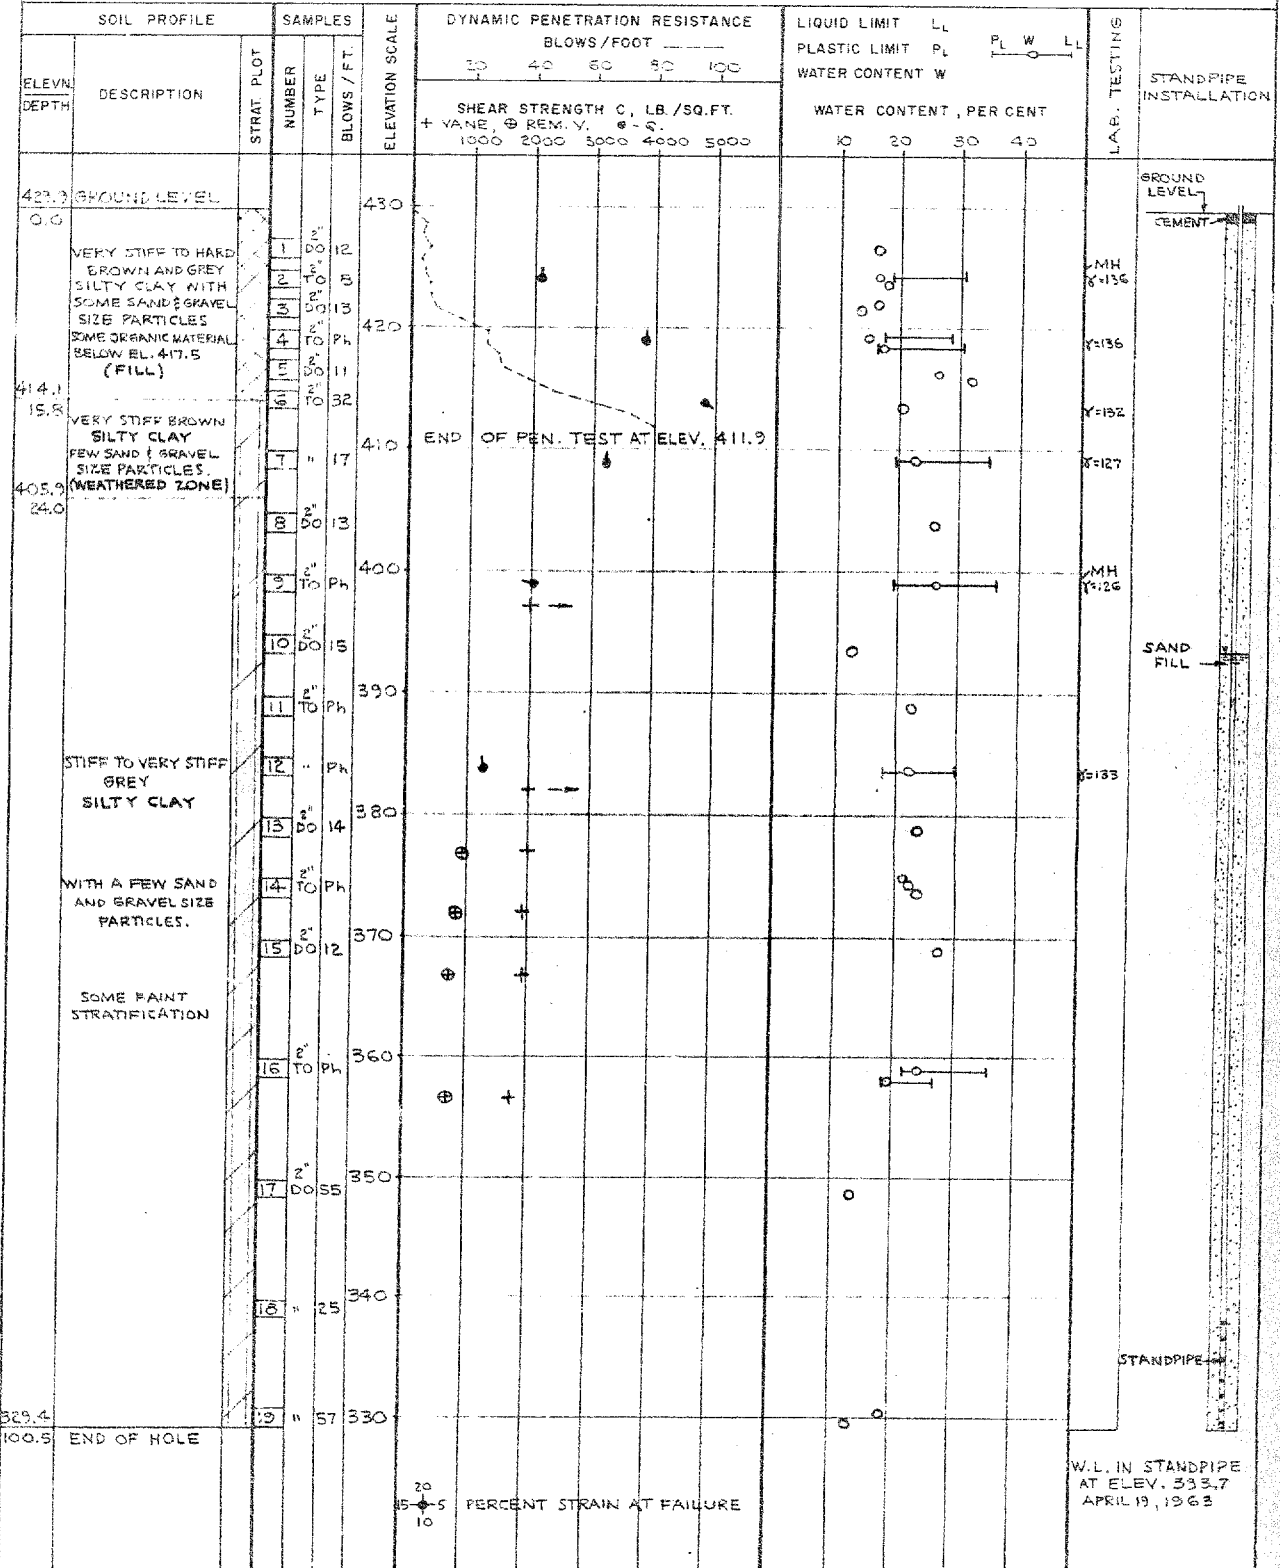 SOIL PROFILE
SAMPLES
ELEVATION SCALE
DYNAMIC PENETRATION RESISTANCE
BLOWS/FOOT
20 40 60 80 100
SHEAR STRENGTH C, LB./SQ.FT.
+ VANE, ⊕ REM. V.
1000 2000 3000 4000 5000
LIQUID LIMIT LL
PLASTIC LIMIT PL
WATER CONTENT W
PL W LL
WATER CONTENT, PER CENT
10 20 30 40
LAB. TESTING
STANDPIPE
INSTALLATION
ELEVN
DEPTH
DESCRIPTION
STRAT. PLOT
NUMBER
TYPE
BLOWS / FT.
GROUND LEVEL
0.0
VERY STIFF TO HARD
BROWN AND GREY
SILTY CLAY WITH
SOME SAND & GRAVEL
SIZE PARTICLES
SOME ORGANIC MATERIAL
BELOW EL. 417.5
(FILL)
414.1
15.8
VERY STIFF BROWN
SILTY CLAY
FEW SAND & GRAVEL
SIZE PARTICLES.
(WEATHERED ZONE)
405.9
24.0
STIFF TO VERY STIFF
GREY
SILTY CLAY
WITH A FEW SAND
AND GRAVEL SIZE
PARTICLES.
SOME FAINT
STRATIFICATION
329.4
100.5 END OF HOLE
1 2" DO 12
2 2" TO 8
3 2" DO 13
4 2" TO Ph
5 2" DO 11
6 2" TO 32
7 " 17
8 2" DO 13
9 2" TO Ph
10 2" DO 15
11 2" TO Ph
12 " Ph
13 2" DO 14
14 2" TO Ph
15 2" DO 12
16 2" TO Ph
17 2" DO 55
18 " 25
19 " 57
430
420
410
400
390
380
370
360
350
340
330
END OF PEN. TEST AT ELEV. 411.9
MH
γ=136
γ=136
γ=132
γ=127
MH
γ=126
γ=133
GROUND
LEVEL
CEMENT
SAND
FILL
STANDPIPE
W.L. IN STANDPIPE
AT ELEV. 333.7
APRIL 19, 1963
20
15 5 PERCENT STRAIN AT FAILURE
10